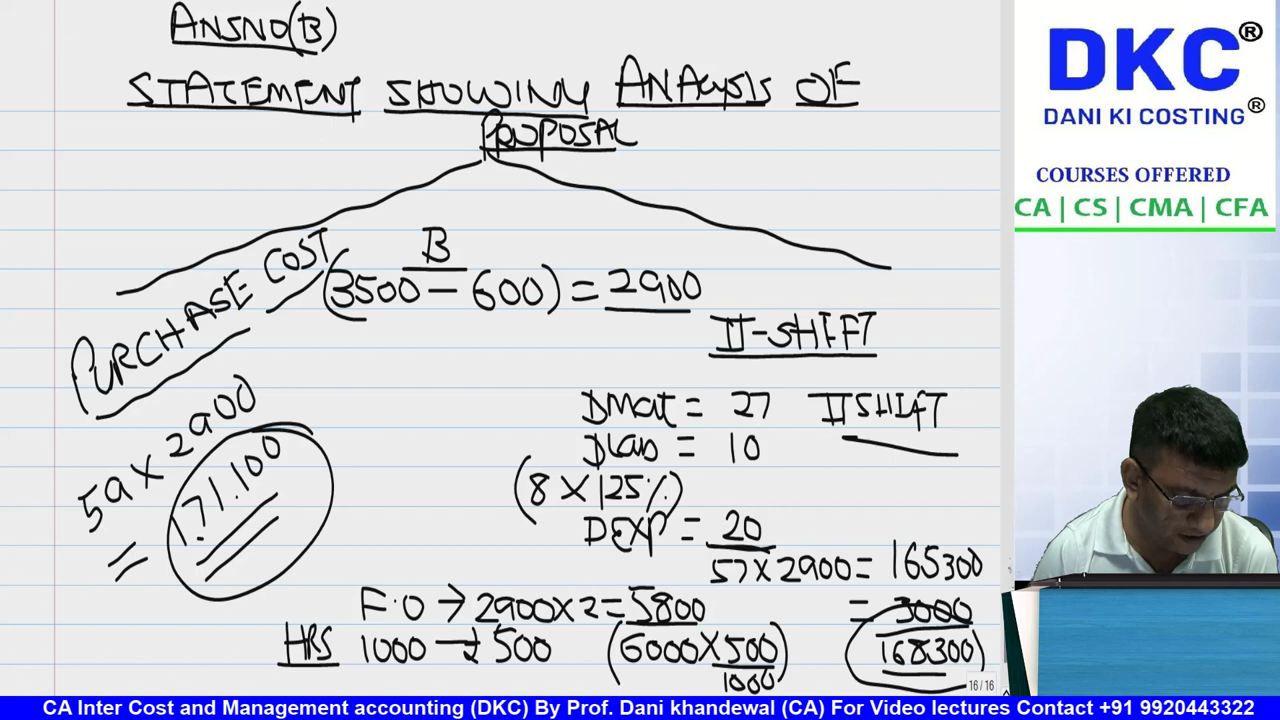 ANSNO(B)
STATEMENT SHOWING ANALYSIS OF
PROPOSAL
PURCHASE COST
B
(3500 - 600) = 2900
59 x 2900
= 1.71.100
II-SHIFT
DMat = 27 II SHIFT
DLab = 10
(8 X 125%)
DEXP = 20
57 x 2900 = 165300
F.O → 2900 x 2 = 5800 = 3000
HRS 1000 → 500 (6000 X 500/1000) 168300
16/16
DKC®
DANI KI COSTING®
COURSES OFFERED
CA | CS | CMA | CFA
CA Inter Cost and Management accounting (DKC) By Prof. Dani khandewal (CA) For Video lectures Contact +91 9920443322